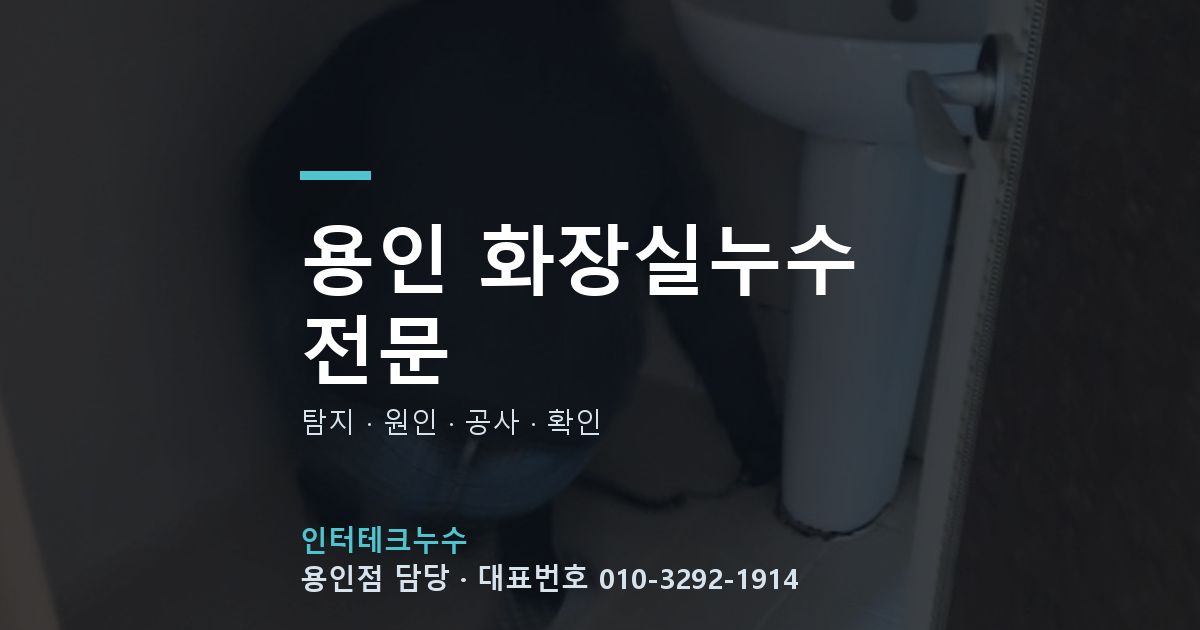 용인 화장실누수
전문
탐지 · 원인 · 공사 · 확인
인터테크누수
용인점 담당 · 대표번호 010-3292-1914